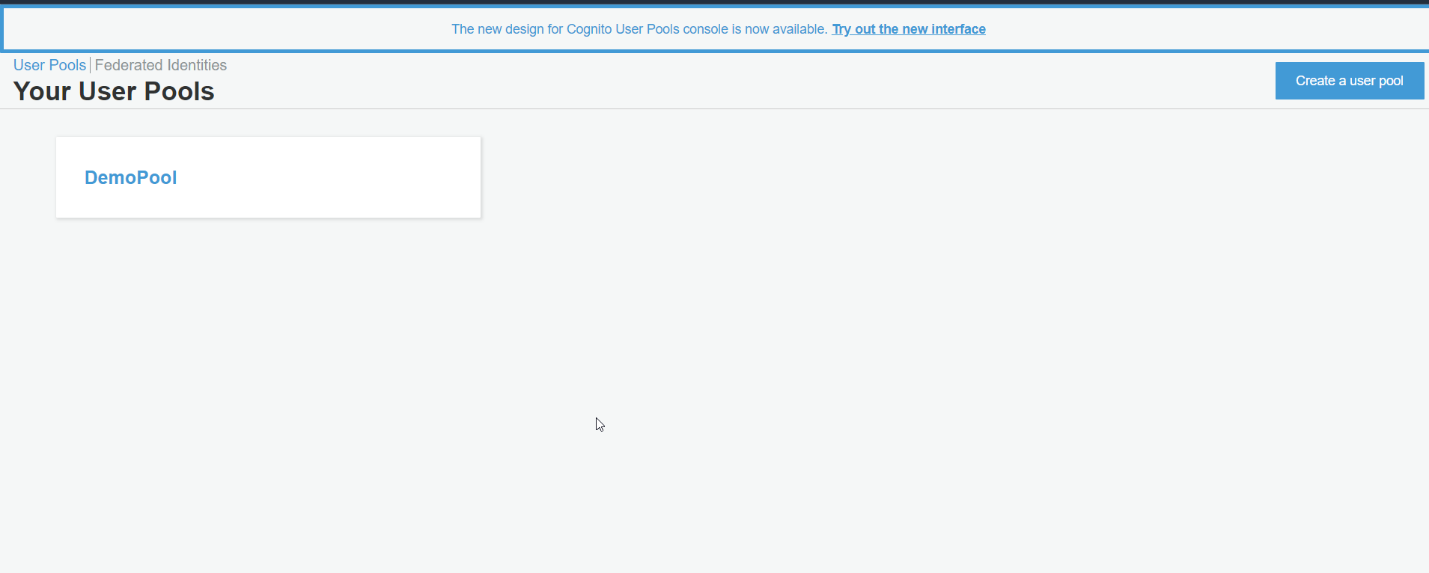 The new design for Cognito User Pools console is now available. Try out the new interface
User Pools | Federated Identities
Your User Pools
Create a user pool
DemoPool